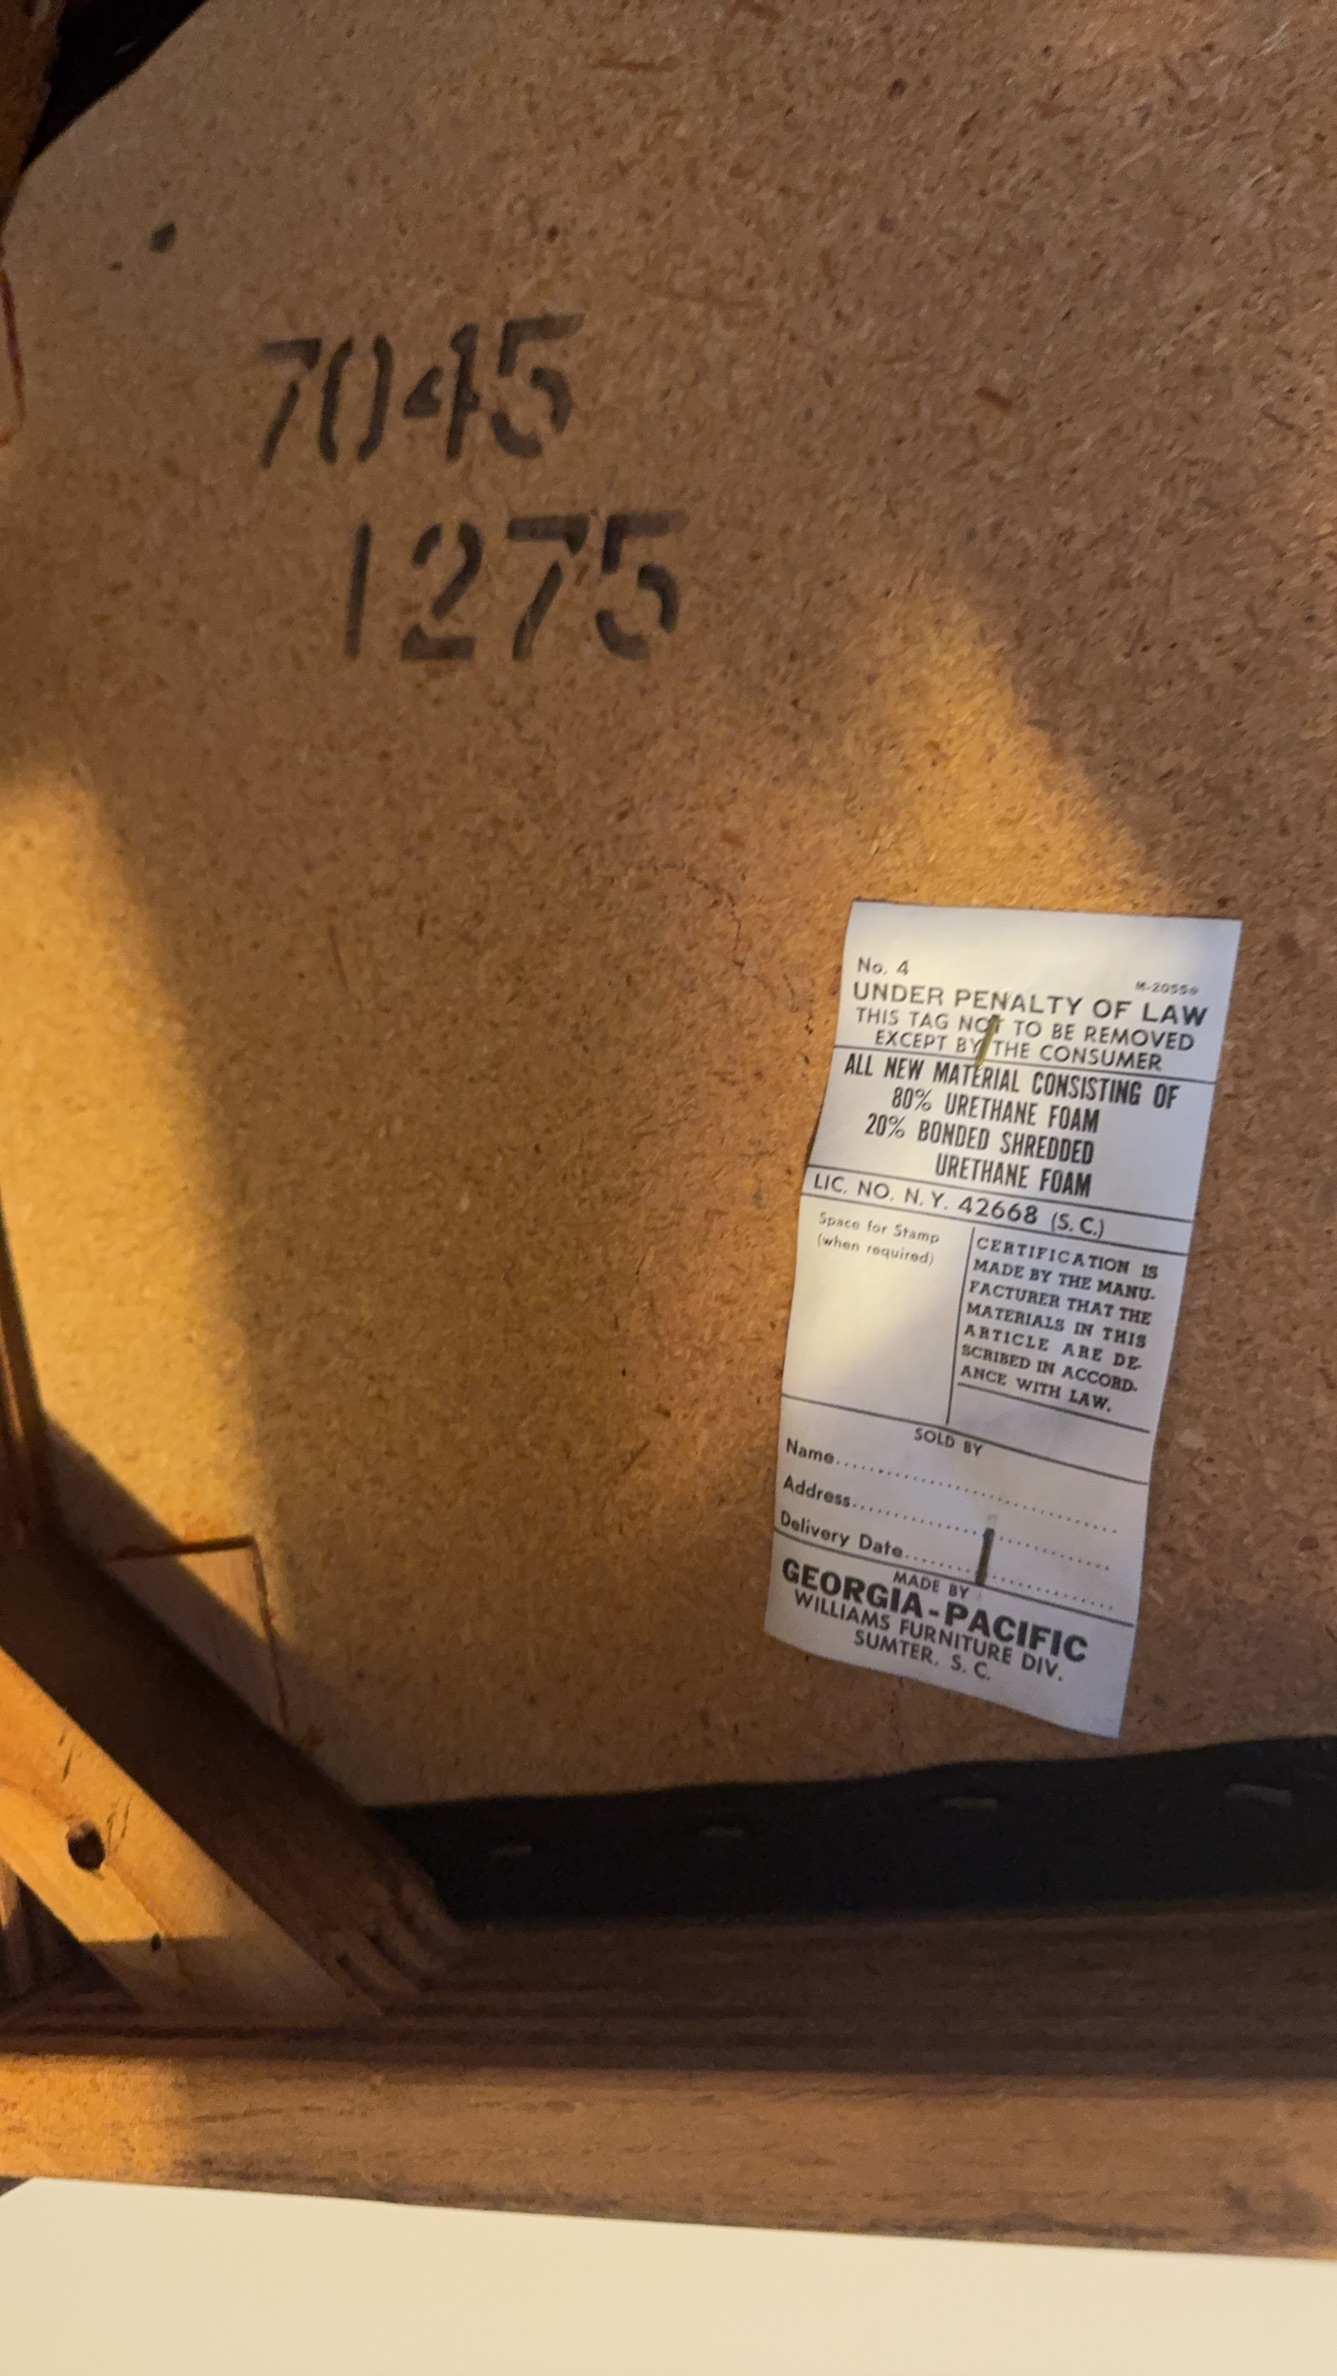 7045
1275
No. 4
M-20556
UNDER PENALTY OF LAW
THIS TAG NOT TO BE REMOVED
EXCEPT BY THE CONSUMER
ALL NEW MATERIAL CONSISTING OF
80% URETHANE FOAM
20% BONDED SHREDDED
URETHANE FOAM
LIC. NO. N. Y. 42668 (S. C.)
Space for Stamp
(when required)
CERTIFICATION IS
MADE BY THE MANU-
FACTURER THAT THE
MATERIALS IN THIS
ARTICLE ARE DE-
SCRIBED IN ACCORD-
ANCE WITH LAW.
SOLD BY
Name
Address
Delivery Date
MADE BY
GEORGIA-PACIFIC
WILLIAMS FURNITURE DIV.
SUMTER, S. C.